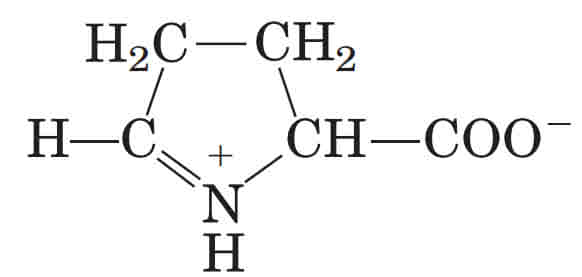 H₂C—CH₂
H—C CH—COO⁻
+
N
H